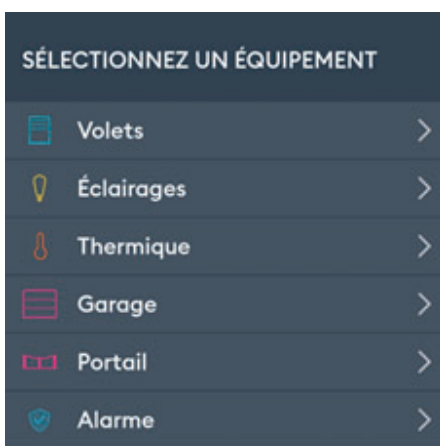 SÉLECTIONNEZ UN ÉQUIPEMENT
Volets
Éclairages
Thermique
Garage
Portail
Alarme